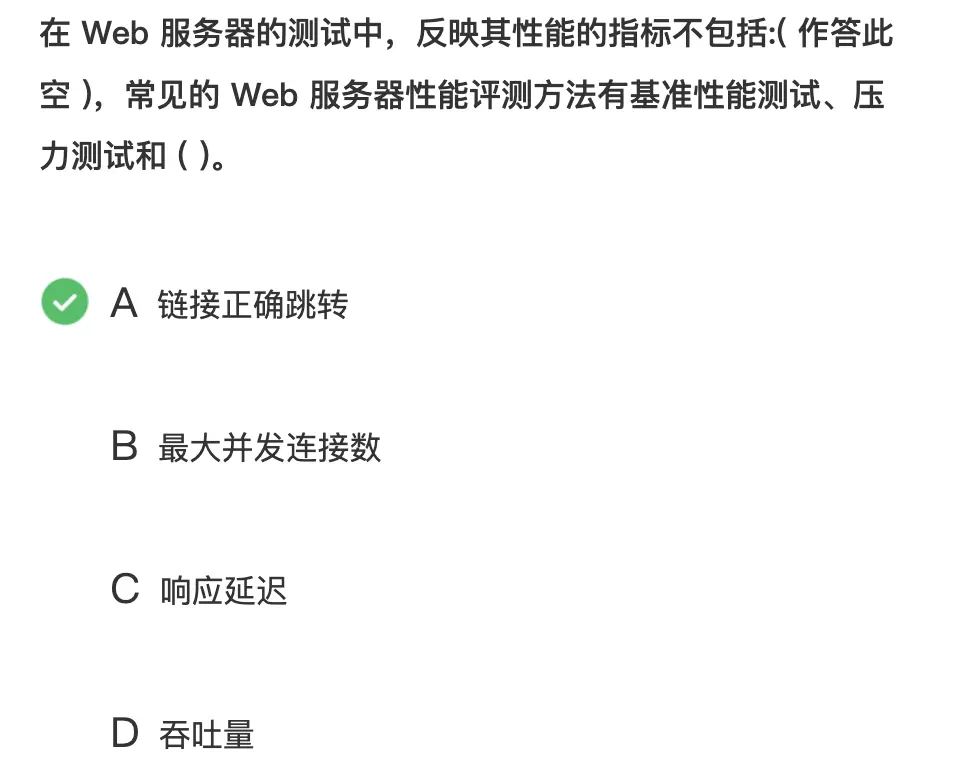 在 Web 服务器的测试中，反映其性能的指标不包括:( 作答此
空 )，常见的 Web 服务器性能评测方法有基准性能测试、压
力测试和 ( )。
A 链接正确跳转
B 最大并发连接数
C 响应延迟
D 吞吐量